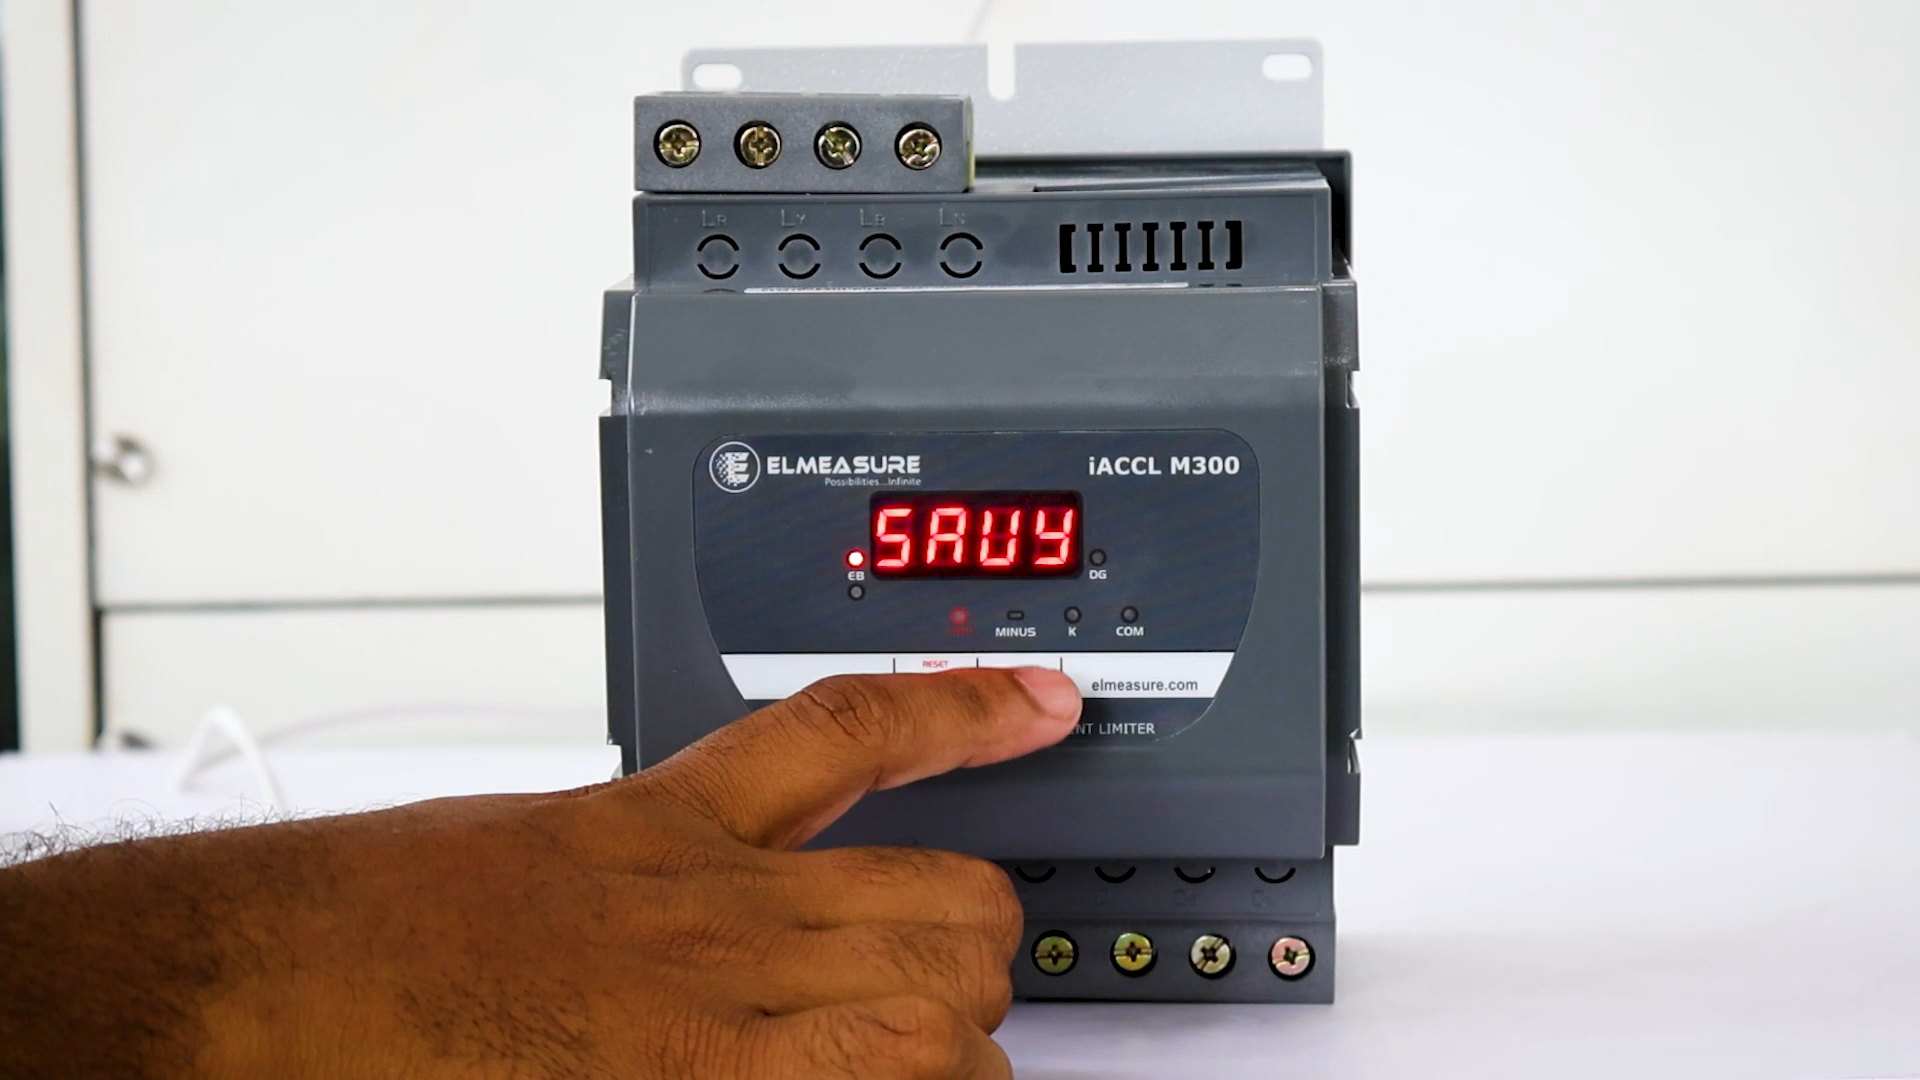 LR LY LB LN
ELMEASURE
Possibilities...Infinite
iACCL M300
SAVY
EB
DG
MINUS K COM
RESET
elmeasure.com
ENT LIMITER